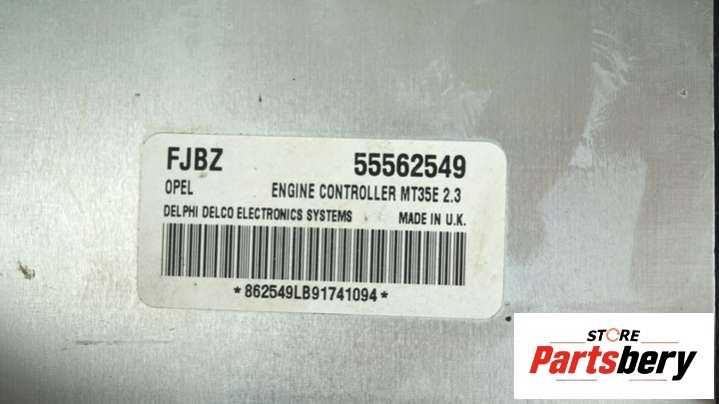 FJBZ 55562549
OPEL ENGINE CONTROLLER MT35E 2.3
DELPHI DELCO ELECTRONICS SYSTEMS MADE IN U.K.
*862549LB91741094*
STORE
Partsbery